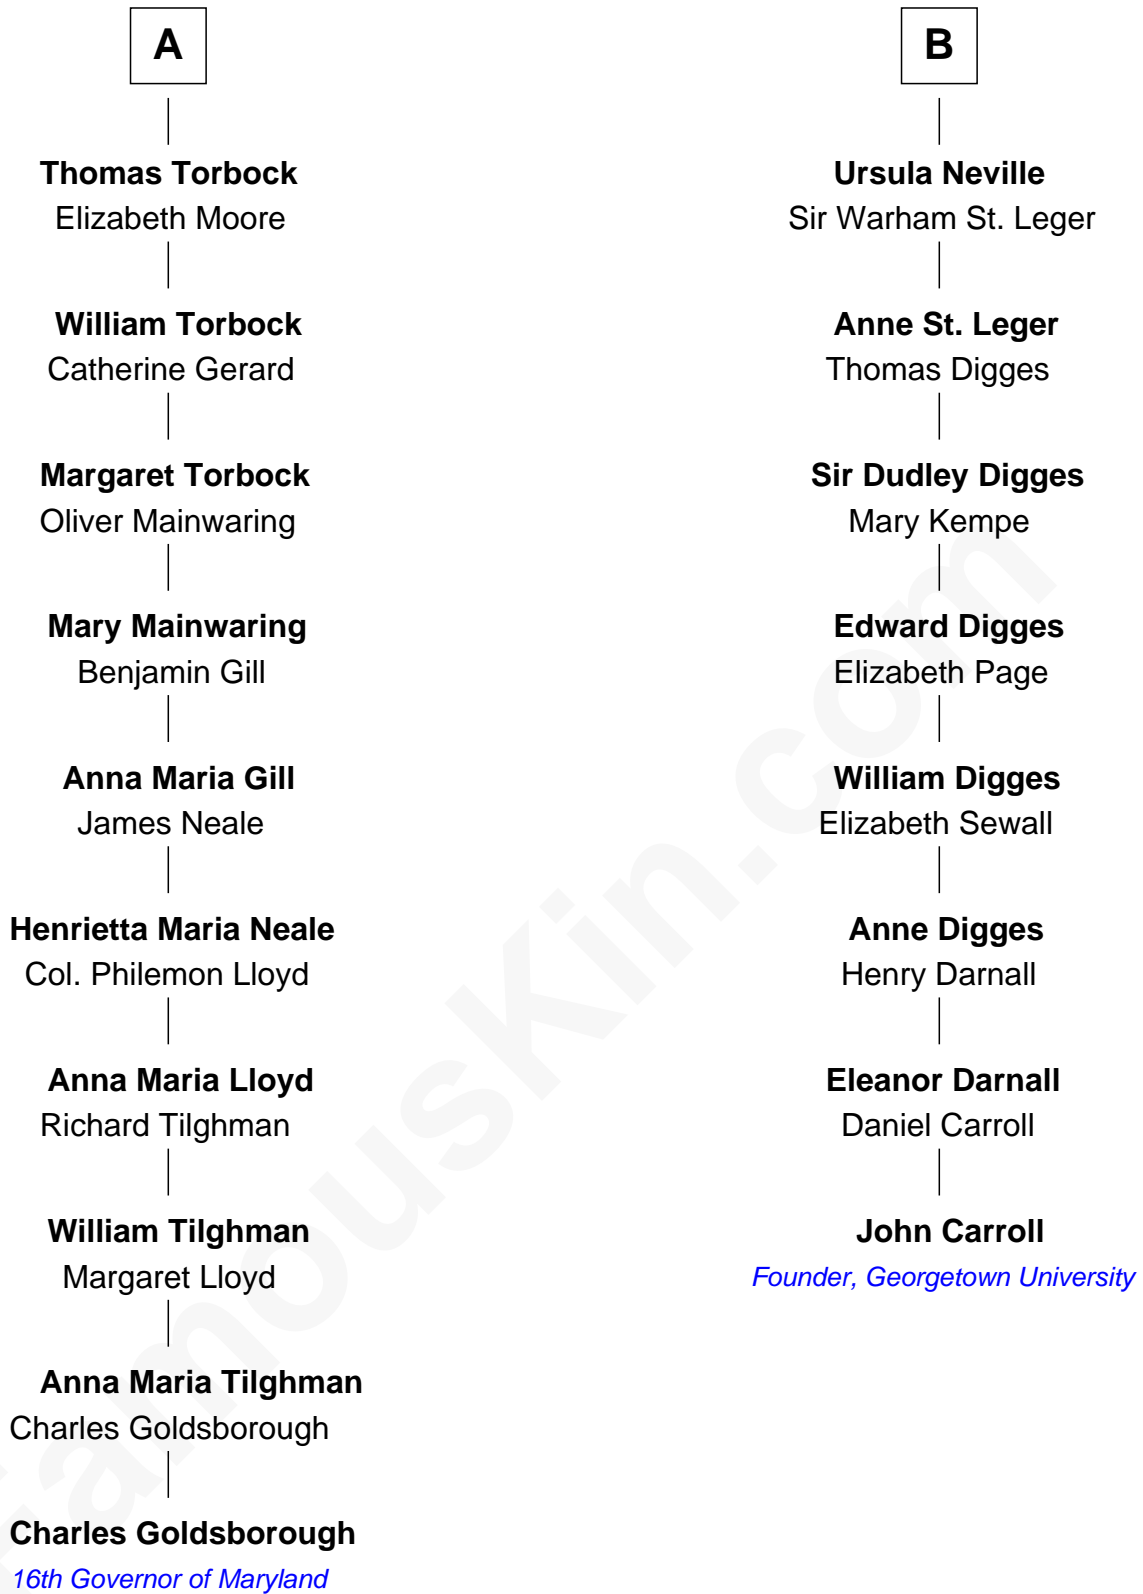 A
Thomas Torbock
Elizabeth Moore
William Torbock
Catherine Gerard
Margaret Torbock
Oliver Mainwaring
Mary Mainwaring
Benjamin Gill
Anna Maria Gill
James Neale
Henrietta Maria Neale
Col. Philemon Lloyd
Anna Maria Lloyd
Richard Tilghman
William Tilghman
Margaret Lloyd
Anna Maria Tilghman
Charles Goldsborough
Charles Goldsborough
16th Governor of Maryland
B
Ursula Neville
Sir Warham St. Leger
Anne St. Leger
Thomas Digges
Sir Dudley Digges
Mary Kempe
Edward Digges
Elizabeth Page
William Digges
Elizabeth Sewall
Anne Digges
Henry Darnall
Eleanor Darnall
Daniel Carroll
John Carroll
Founder, Georgetown University
FamousKin.com